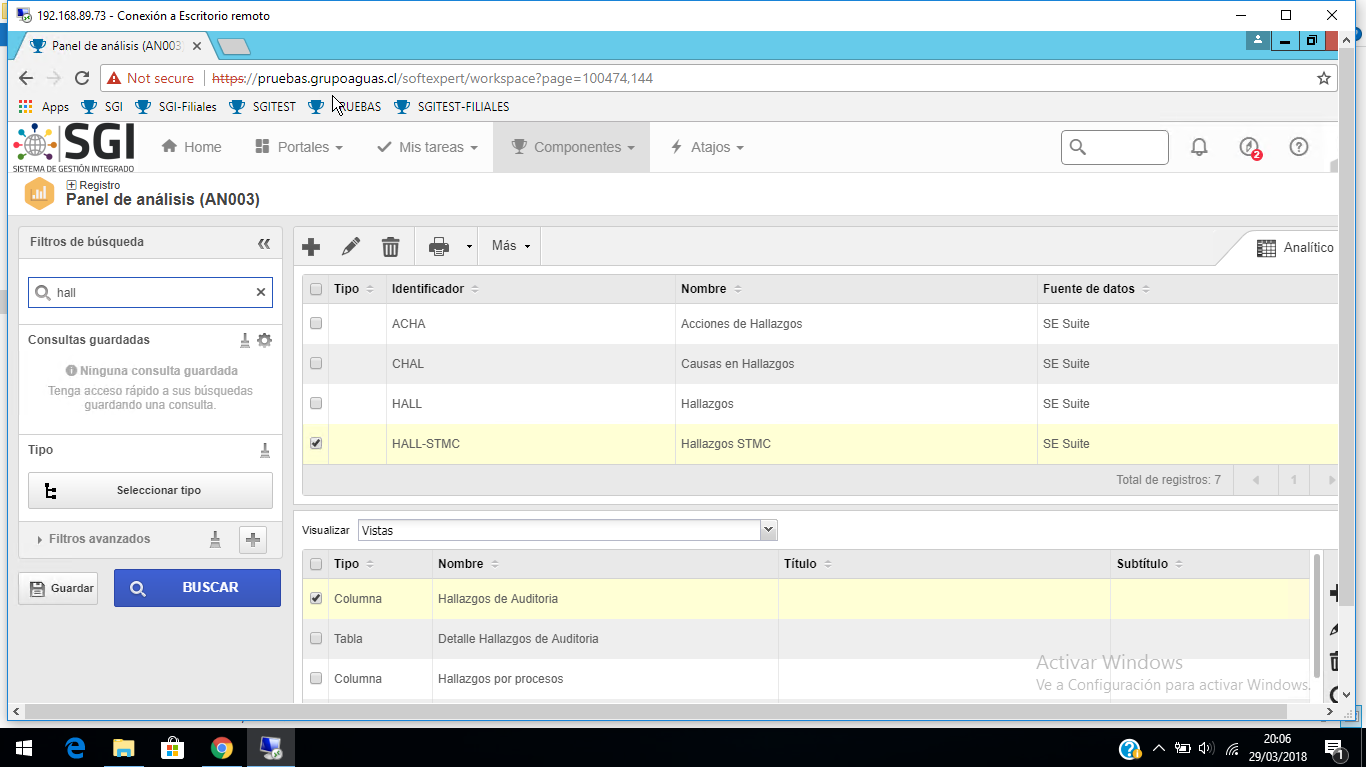 192.168.89.73 - Conexión a Escritorio remoto
Panel de análisis (AN003)
Not secure
https://pruebas.grupoaguas.cl/softexpert/workspace?page=100474,144
Apps SGI SGI-Filiales SGITEST PRUEBAS SGITEST-FILIALES
SGI
SISTEMA DE GESTIÓN INTEGRADO
Home Portales Mis tareas Componentes Atajos
2
Registro
Panel de análisis (AN003)
Filtros de búsqueda
hall
Consultas guardadas
Ninguna consulta guardada
Tenga acceso rápido a sus búsquedas
guardando una consulta.
Tipo
Seleccionar tipo
Filtros avanzados
Guardar
BUSCAR
Más
Analítico
Tipo Identificador Nombre Fuente de datos
ACHA Acciones de Hallazgos SE Suite
CHAL Causas en Hallazgos SE Suite
HALL Hallazgos SE Suite
HALL-STMC Hallazgos STMC SE Suite
Total de registros: 7 1
Visualizar Vistas
Tipo Nombre Título Subtítulo
Columna Hallazgos de Auditoria
Tabla Detalle Hallazgos de Auditoria
Columna Hallazgos por procesos
Activar Windows
Ve a Configuración para activar Windows.
20:06
29/03/2018
1